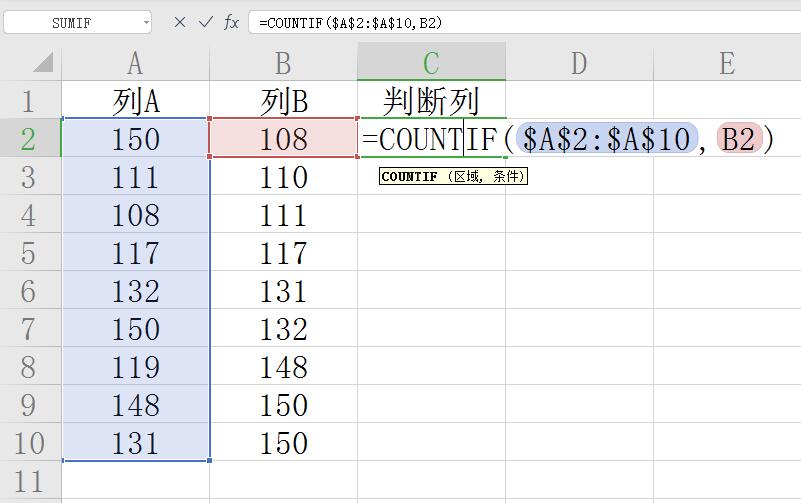 SUMIF × ✓ fx =COUNTIF($A$2:$A$10,B2)
A B C D E
1 列A 列B 判断列
2 150 108 =COUNTIF($A$2:$A$10, B2)
COUNTIF (区域, 条件)
3 111 110
4 108 111
5 117 117
6 132 131
7 150 132
8 119 148
9 148 150
10 131 150
11